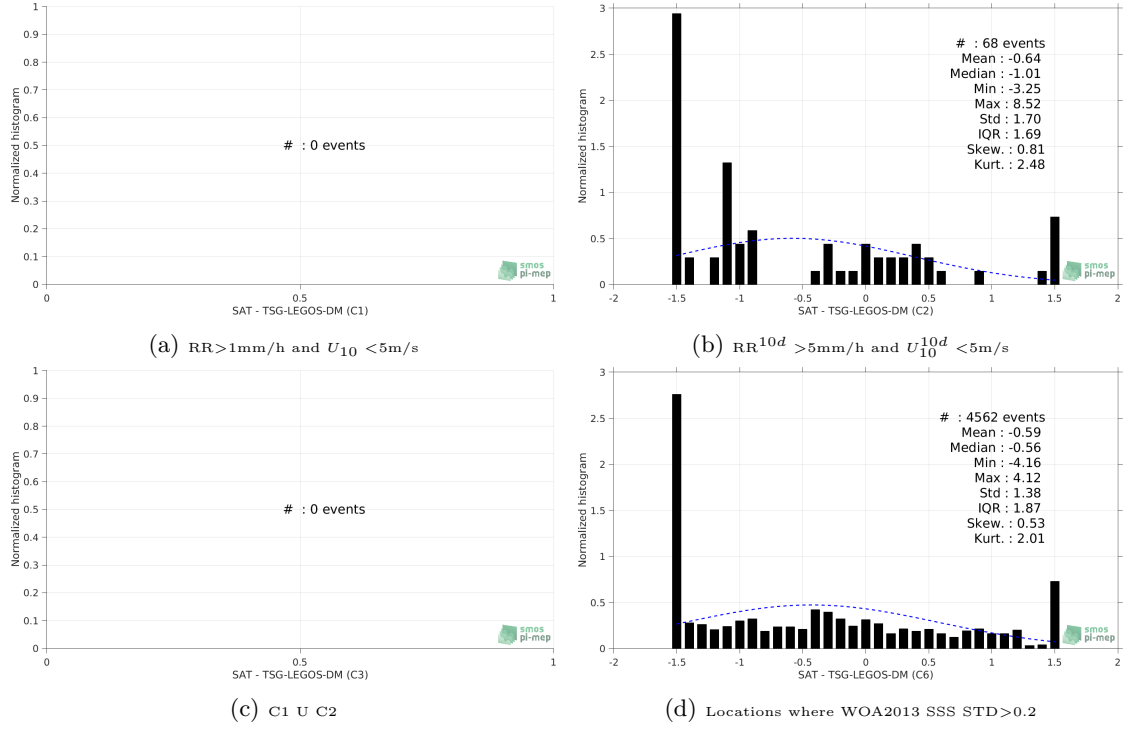 1
0.9
0.8
0.7
0.6
0.5
0.4
0.3
0.2
0.1
0
Normalized histogram
# : 0 events
smos
pi-mep
0 0.5 1
SAT - TSG-LEGOS-DM (C1)
(a) RR>1mm/h and U10 <5m/s
3
2.5
2
1.5
1
0.5
0
Normalized histogram
# : 68 events
Mean : -0.64
Median : -1.01
Min : -3.25
Max : 8.52
Std : 1.70
IQR : 1.69
Skew. : 0.81
Kurt. : 2.48
smos
pi-mep
-2 -1.5 -1 -0.5 0 0.5 1 1.5 2
SAT - TSG-LEGOS-DM (C2)
(b) RR^10d >5mm/h and U_10^10d <5m/s
1
0.9
0.8
0.7
0.6
0.5
0.4
0.3
0.2
0.1
0
Normalized histogram
# : 0 events
smos
pi-mep
0 0.5 1
SAT - TSG-LEGOS-DM (C3)
(c) C1 U C2
3
2.5
2
1.5
1
0.5
0
Normalized histogram
# : 4562 events
Mean : -0.59
Median : -0.56
Min : -4.16
Max : 4.12
Std : 1.38
IQR : 1.87
Skew. : 0.53
Kurt. : 2.01
smos
pi-mep
-2 -1.5 -1 -0.5 0 0.5 1 1.5 2
SAT - TSG-LEGOS-DM (C6)
(d) Locations where WOA2013 SSS STD>0.2